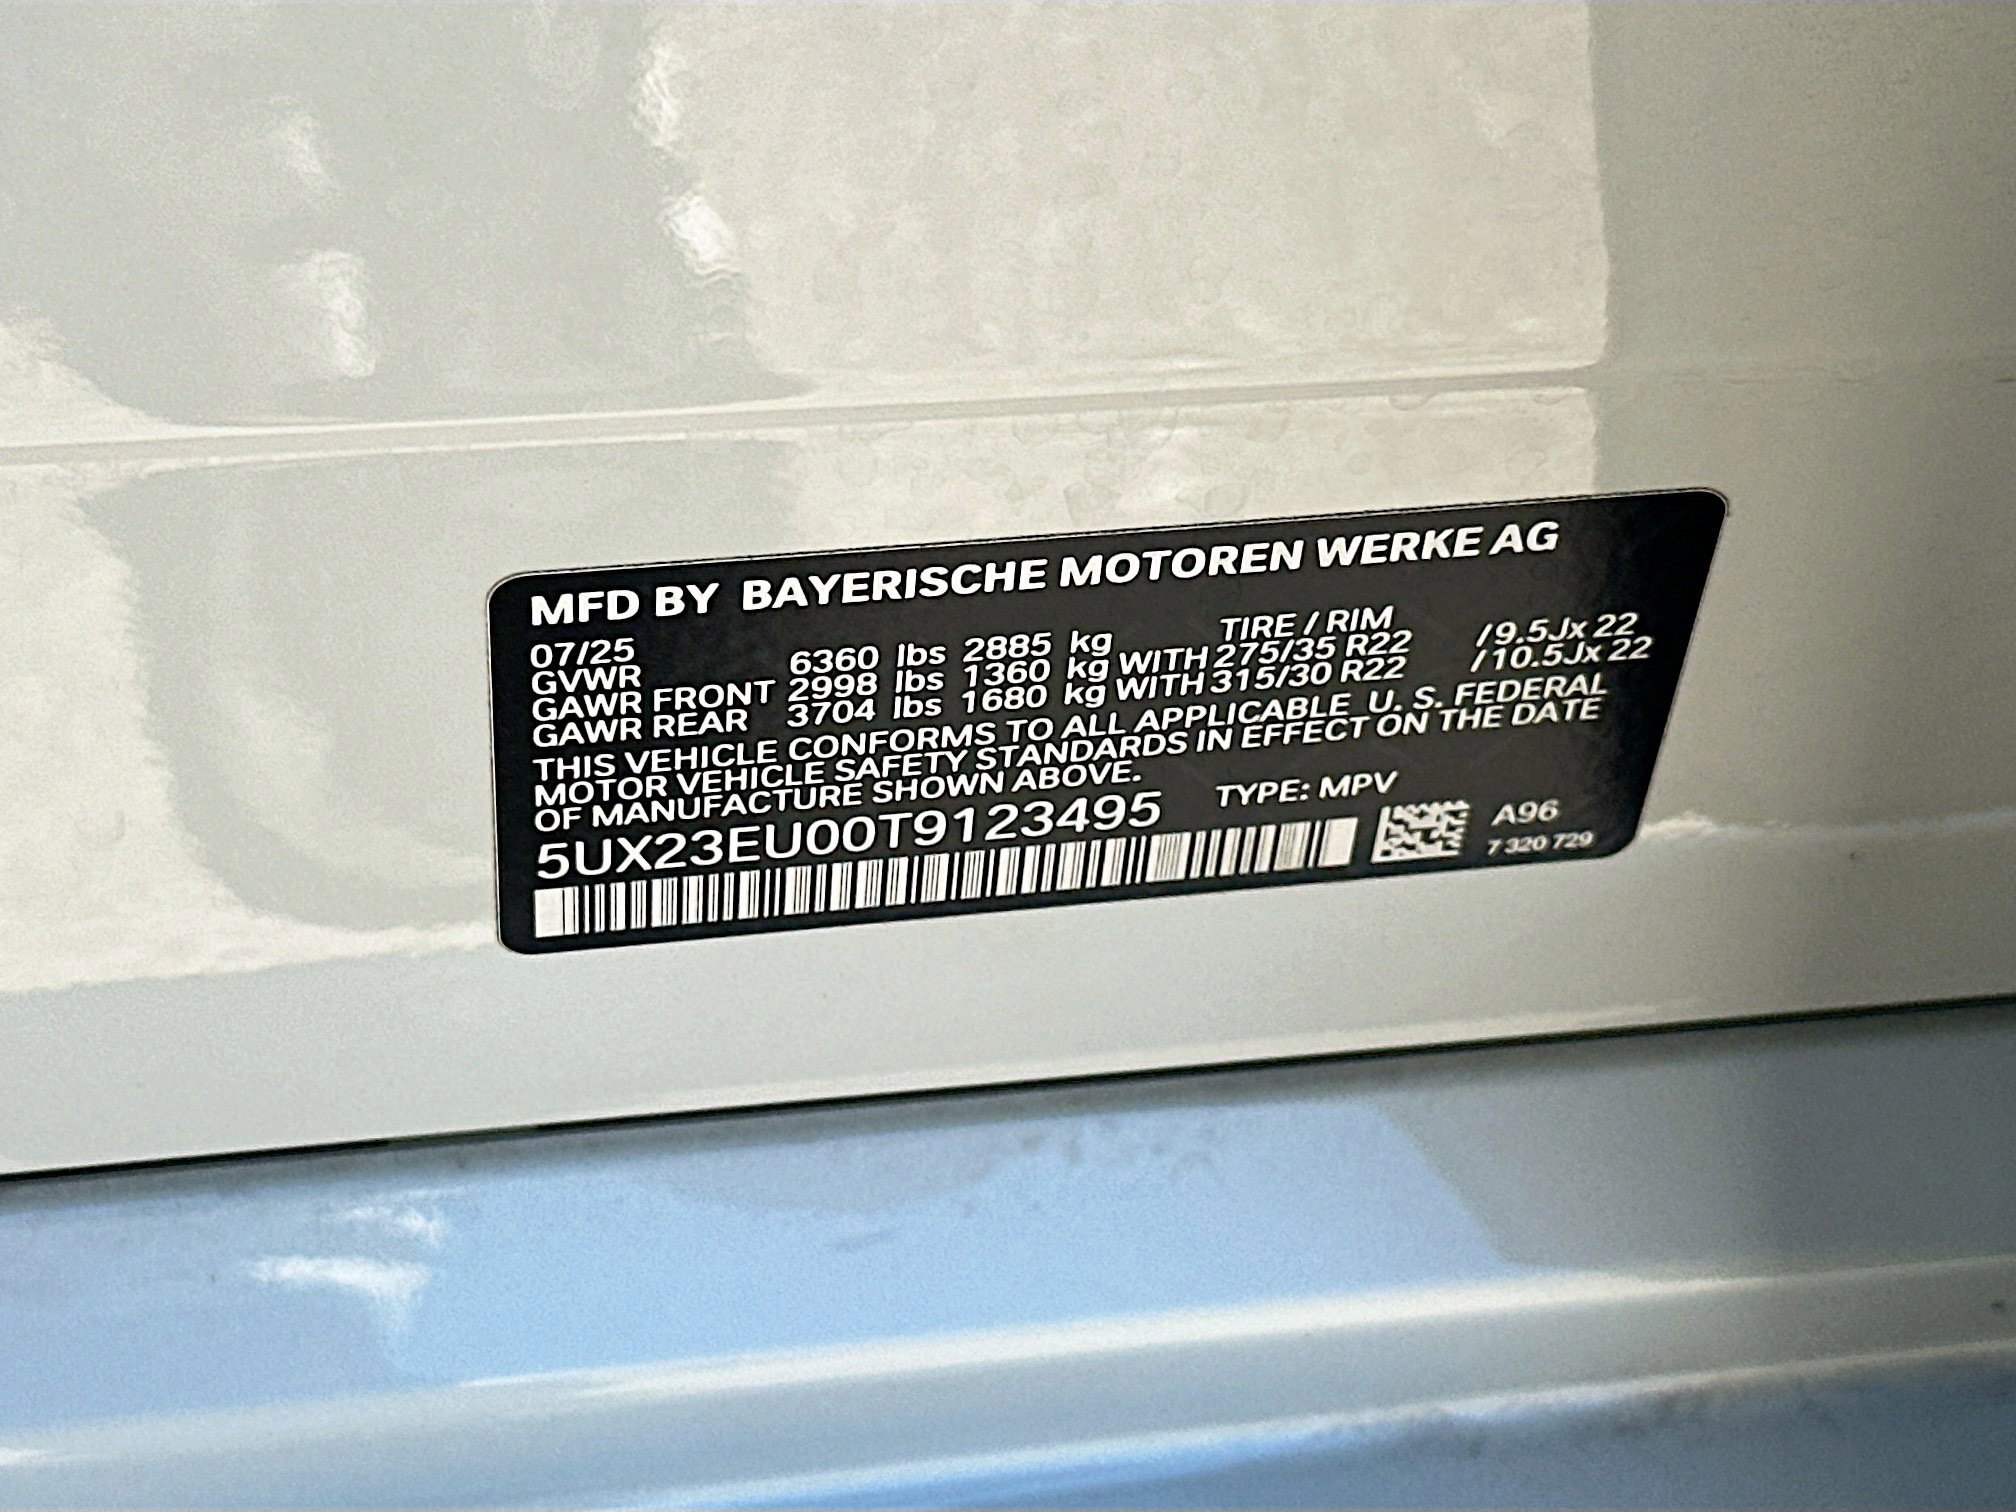 MFD BY BAYERISCHE MOTOREN WERKE AG
07/25 TIRE / RIM
GVWR 6360 lbs 2885 kg
GAWR FRONT 2998 lbs 1360 kg WITH 275/35 R22 /9.5Jx 22
GAWR REAR 3704 lbs 1680 kg WITH 315/30 R22 /10.5Jx 22
THIS VEHICLE CONFORMS TO ALL APPLICABLE U. S. FEDERAL
MOTOR VEHICLE SAFETY STANDARDS IN EFFECT ON THE DATE
OF MANUFACTURE SHOWN ABOVE.
5UX23EU00T9123495 TYPE: MPV
A96
7 320 729